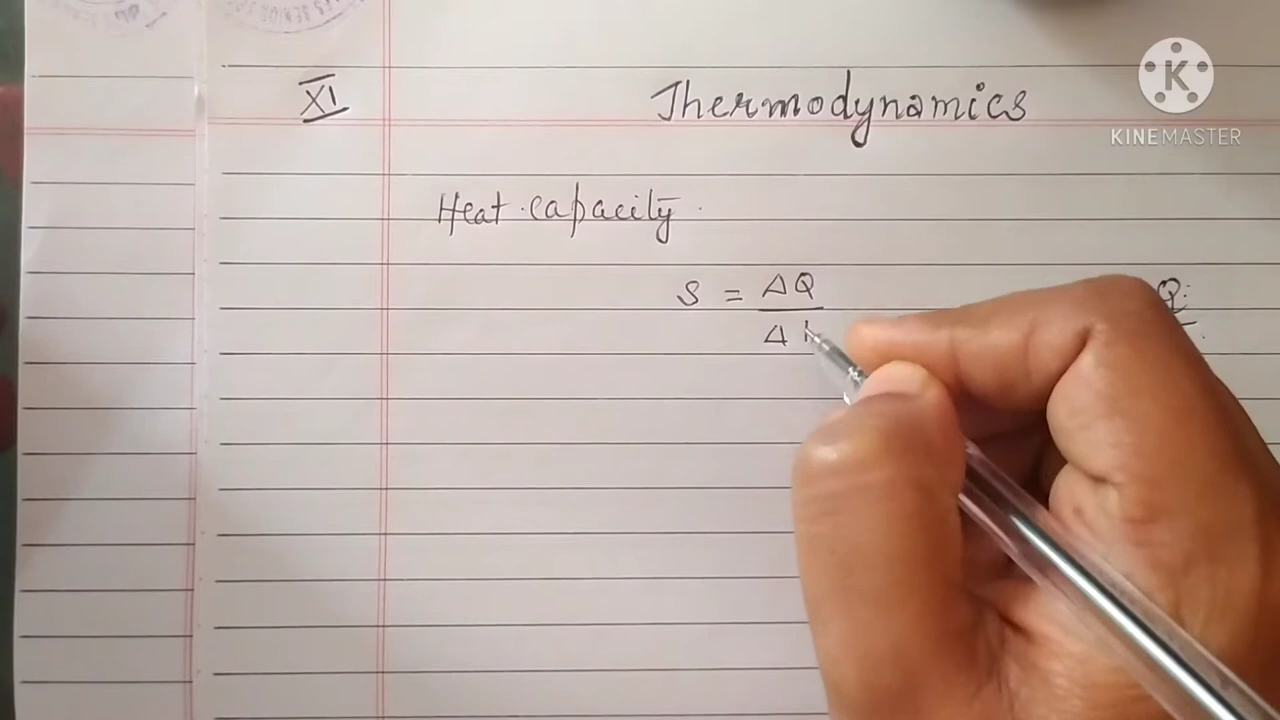 XI Thermodynamics
K
KINEMASTER
Heat capacity.
S = ΔQ
Δ
Q